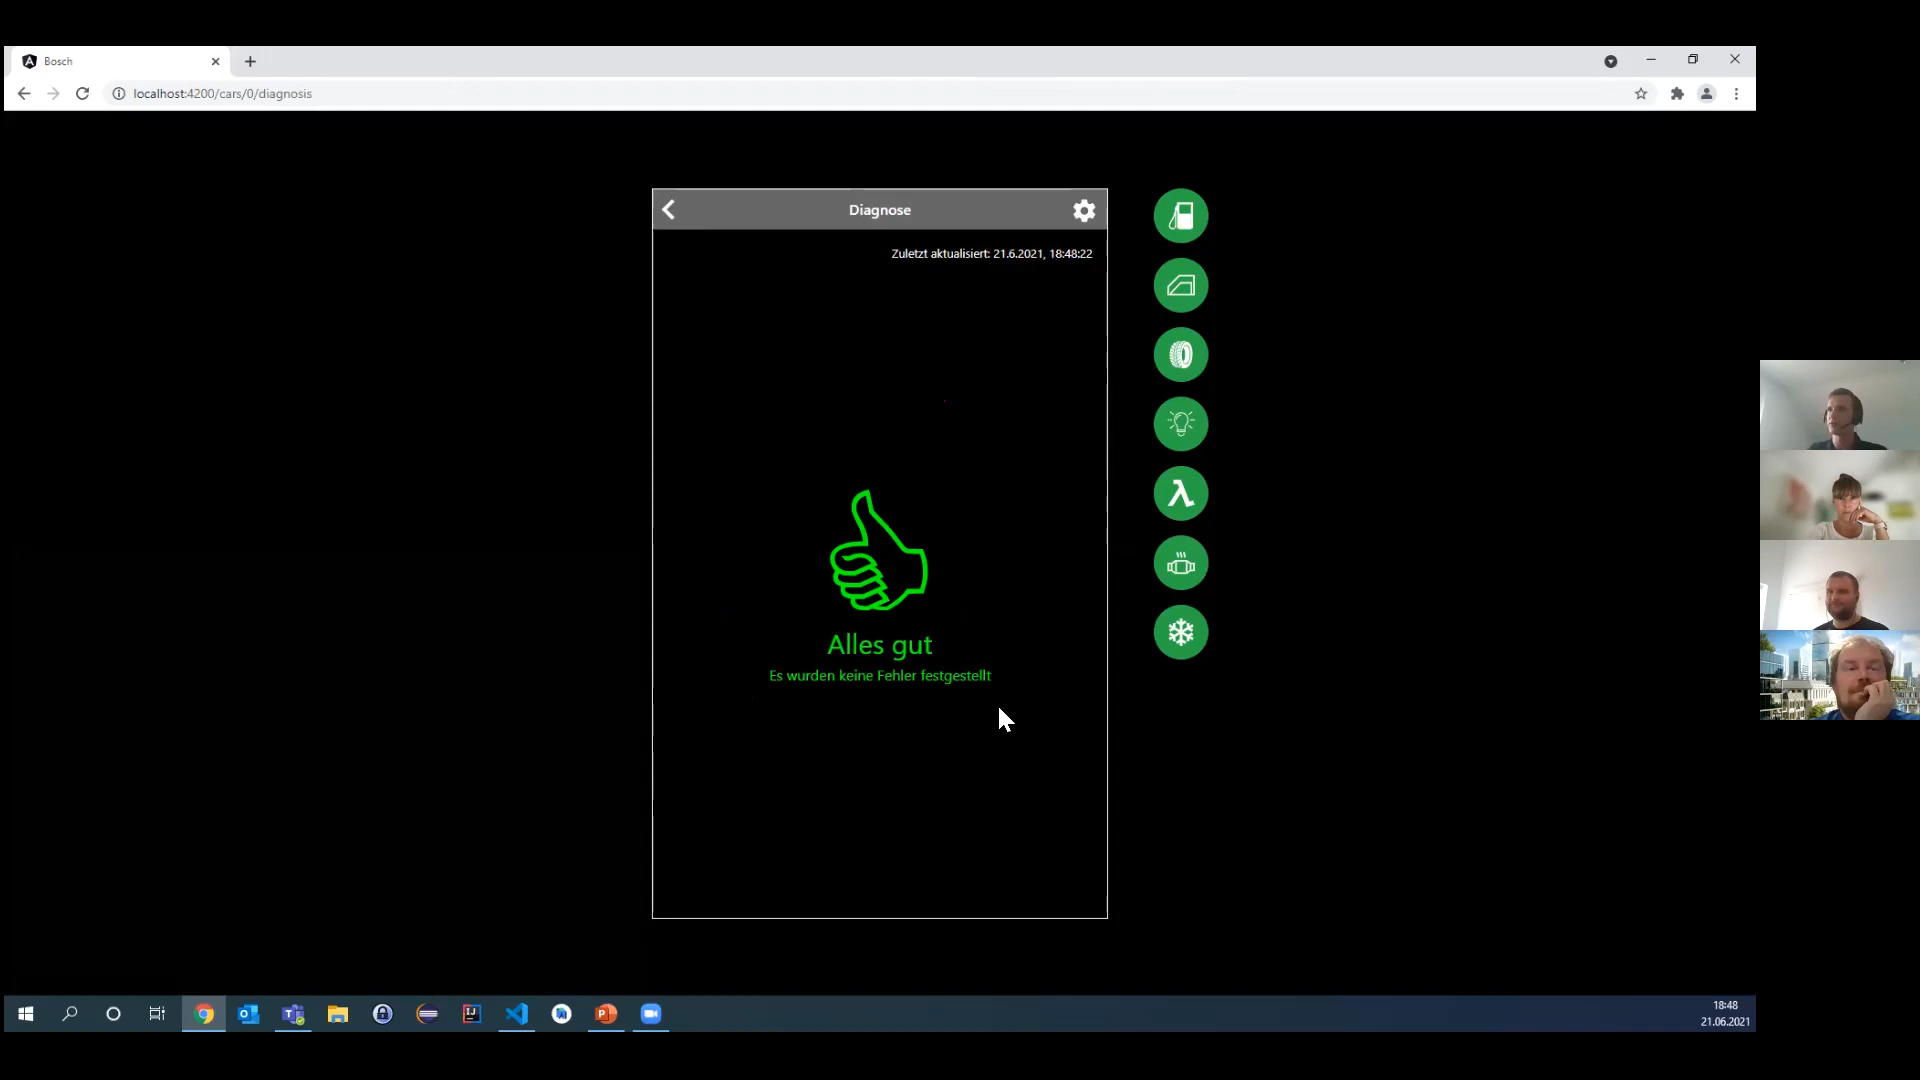 Bosch
localhost:4200/cars/0/diagnosis
Diagnose
Zuletzt aktualisiert: 21.6.2021, 18:48:22
λ
Alles gut
Es wurden keine Fehler festgestellt
18:48
21.06.2021